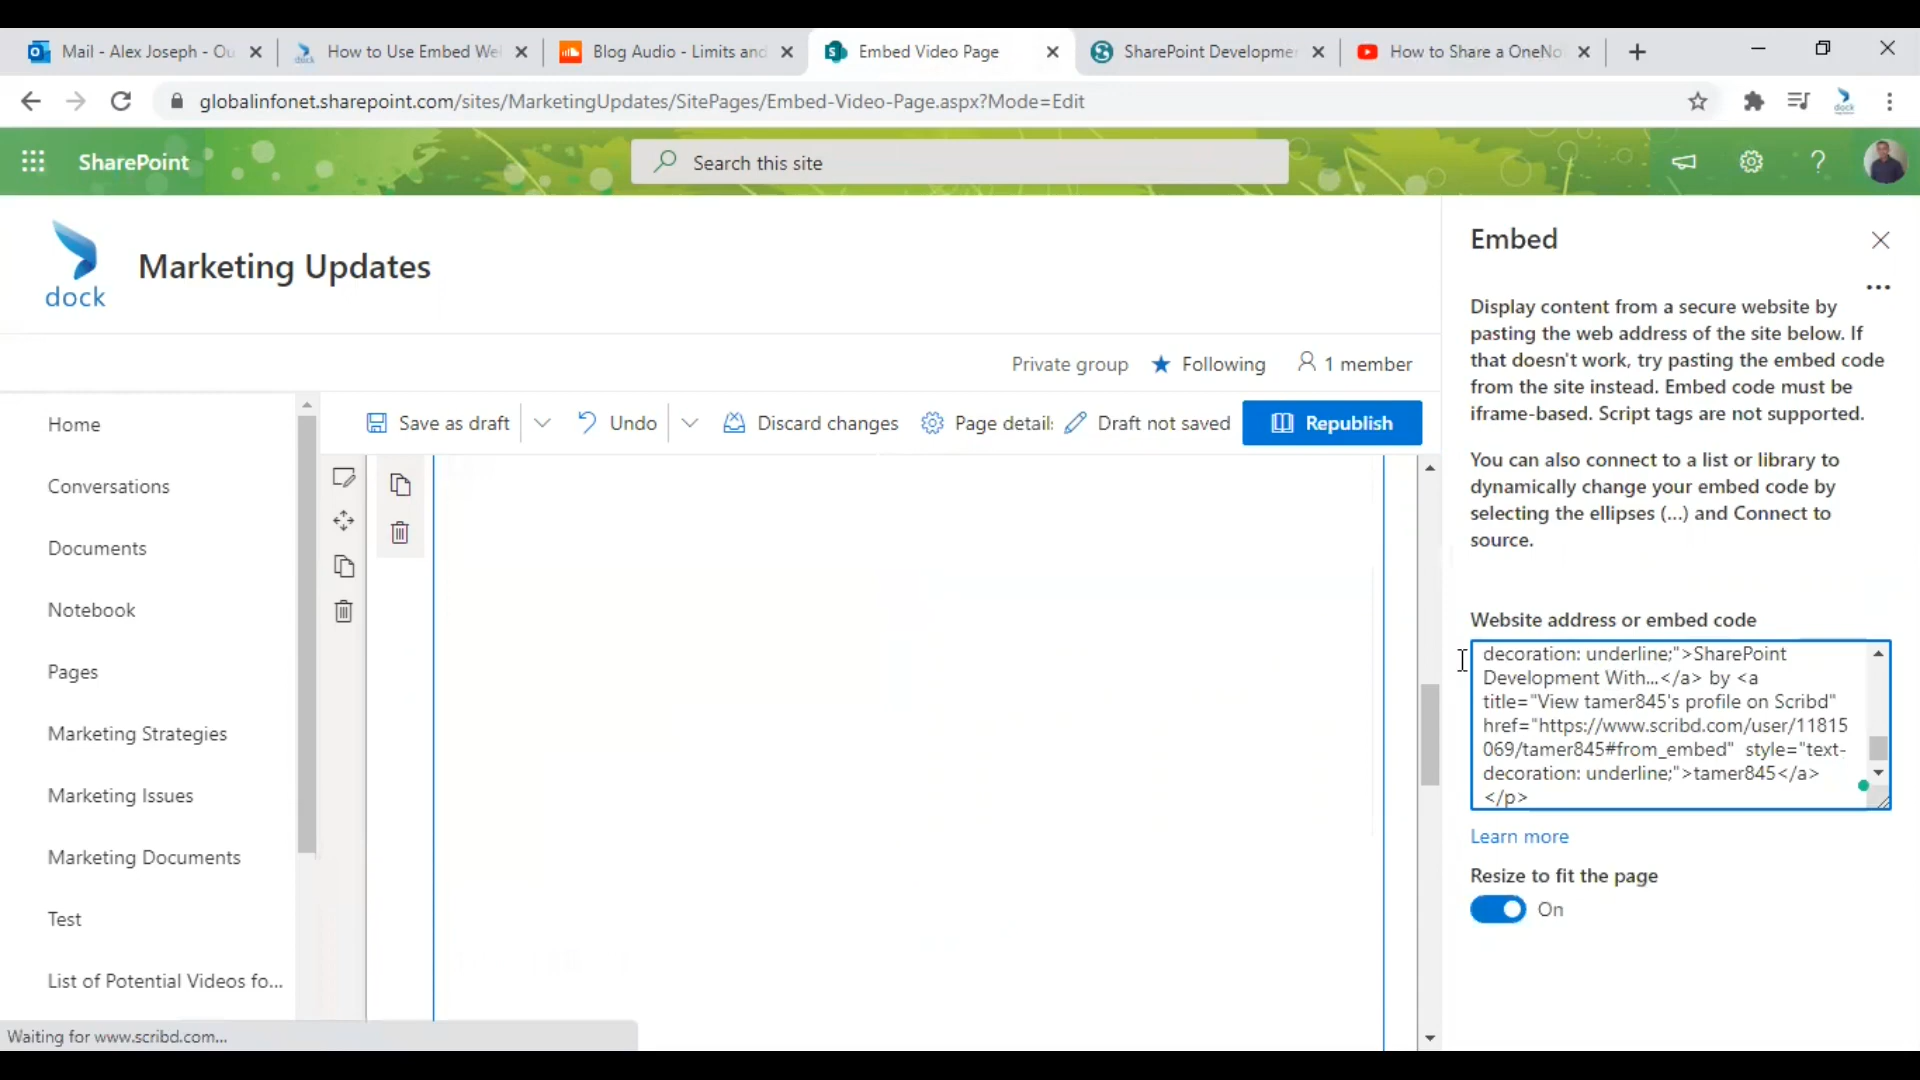 Mail - Alex Joseph - Ou
How to Use Embed We
Blog Audio - Limits and
Embed Video Page
SharePoint Developme
How to Share a OneNo
globalinfonet.sharepoint.com/sites/MarketingUpdates/SitePages/Embed-Video-Page.aspx?Mode=Edit
SharePoint
Search this site
dock
Marketing Updates
Private group
Following
1 member
Home
Conversations
Documents
Notebook
Pages
Marketing Strategies
Marketing Issues
Marketing Documents
Test
List of Potential Videos fo...
Save as draft
Undo
Discard changes
Page details
Draft not saved
Republish
Embed
Display content from a secure website by
pasting the web address of the site below. If
that doesn't work, try pasting the embed code
from the site instead. Embed code must be
iframe-based. Script tags are not supported.
You can also connect to a list or library to
dynamically change your embed code by
selecting the ellipses (...) and Connect to
source.
Website address or embed code
decoration: underline;">SharePoint
Development With...</a> by <a
title="View tamer845's profile on Scribd"
href="https://www.scribd.com/user/11815
069/tamer845#from_embed" style="text-
decoration: underline;">tamer845</a>
</p>
Learn more
Resize to fit the page
On
Waiting for www.scribd.com...